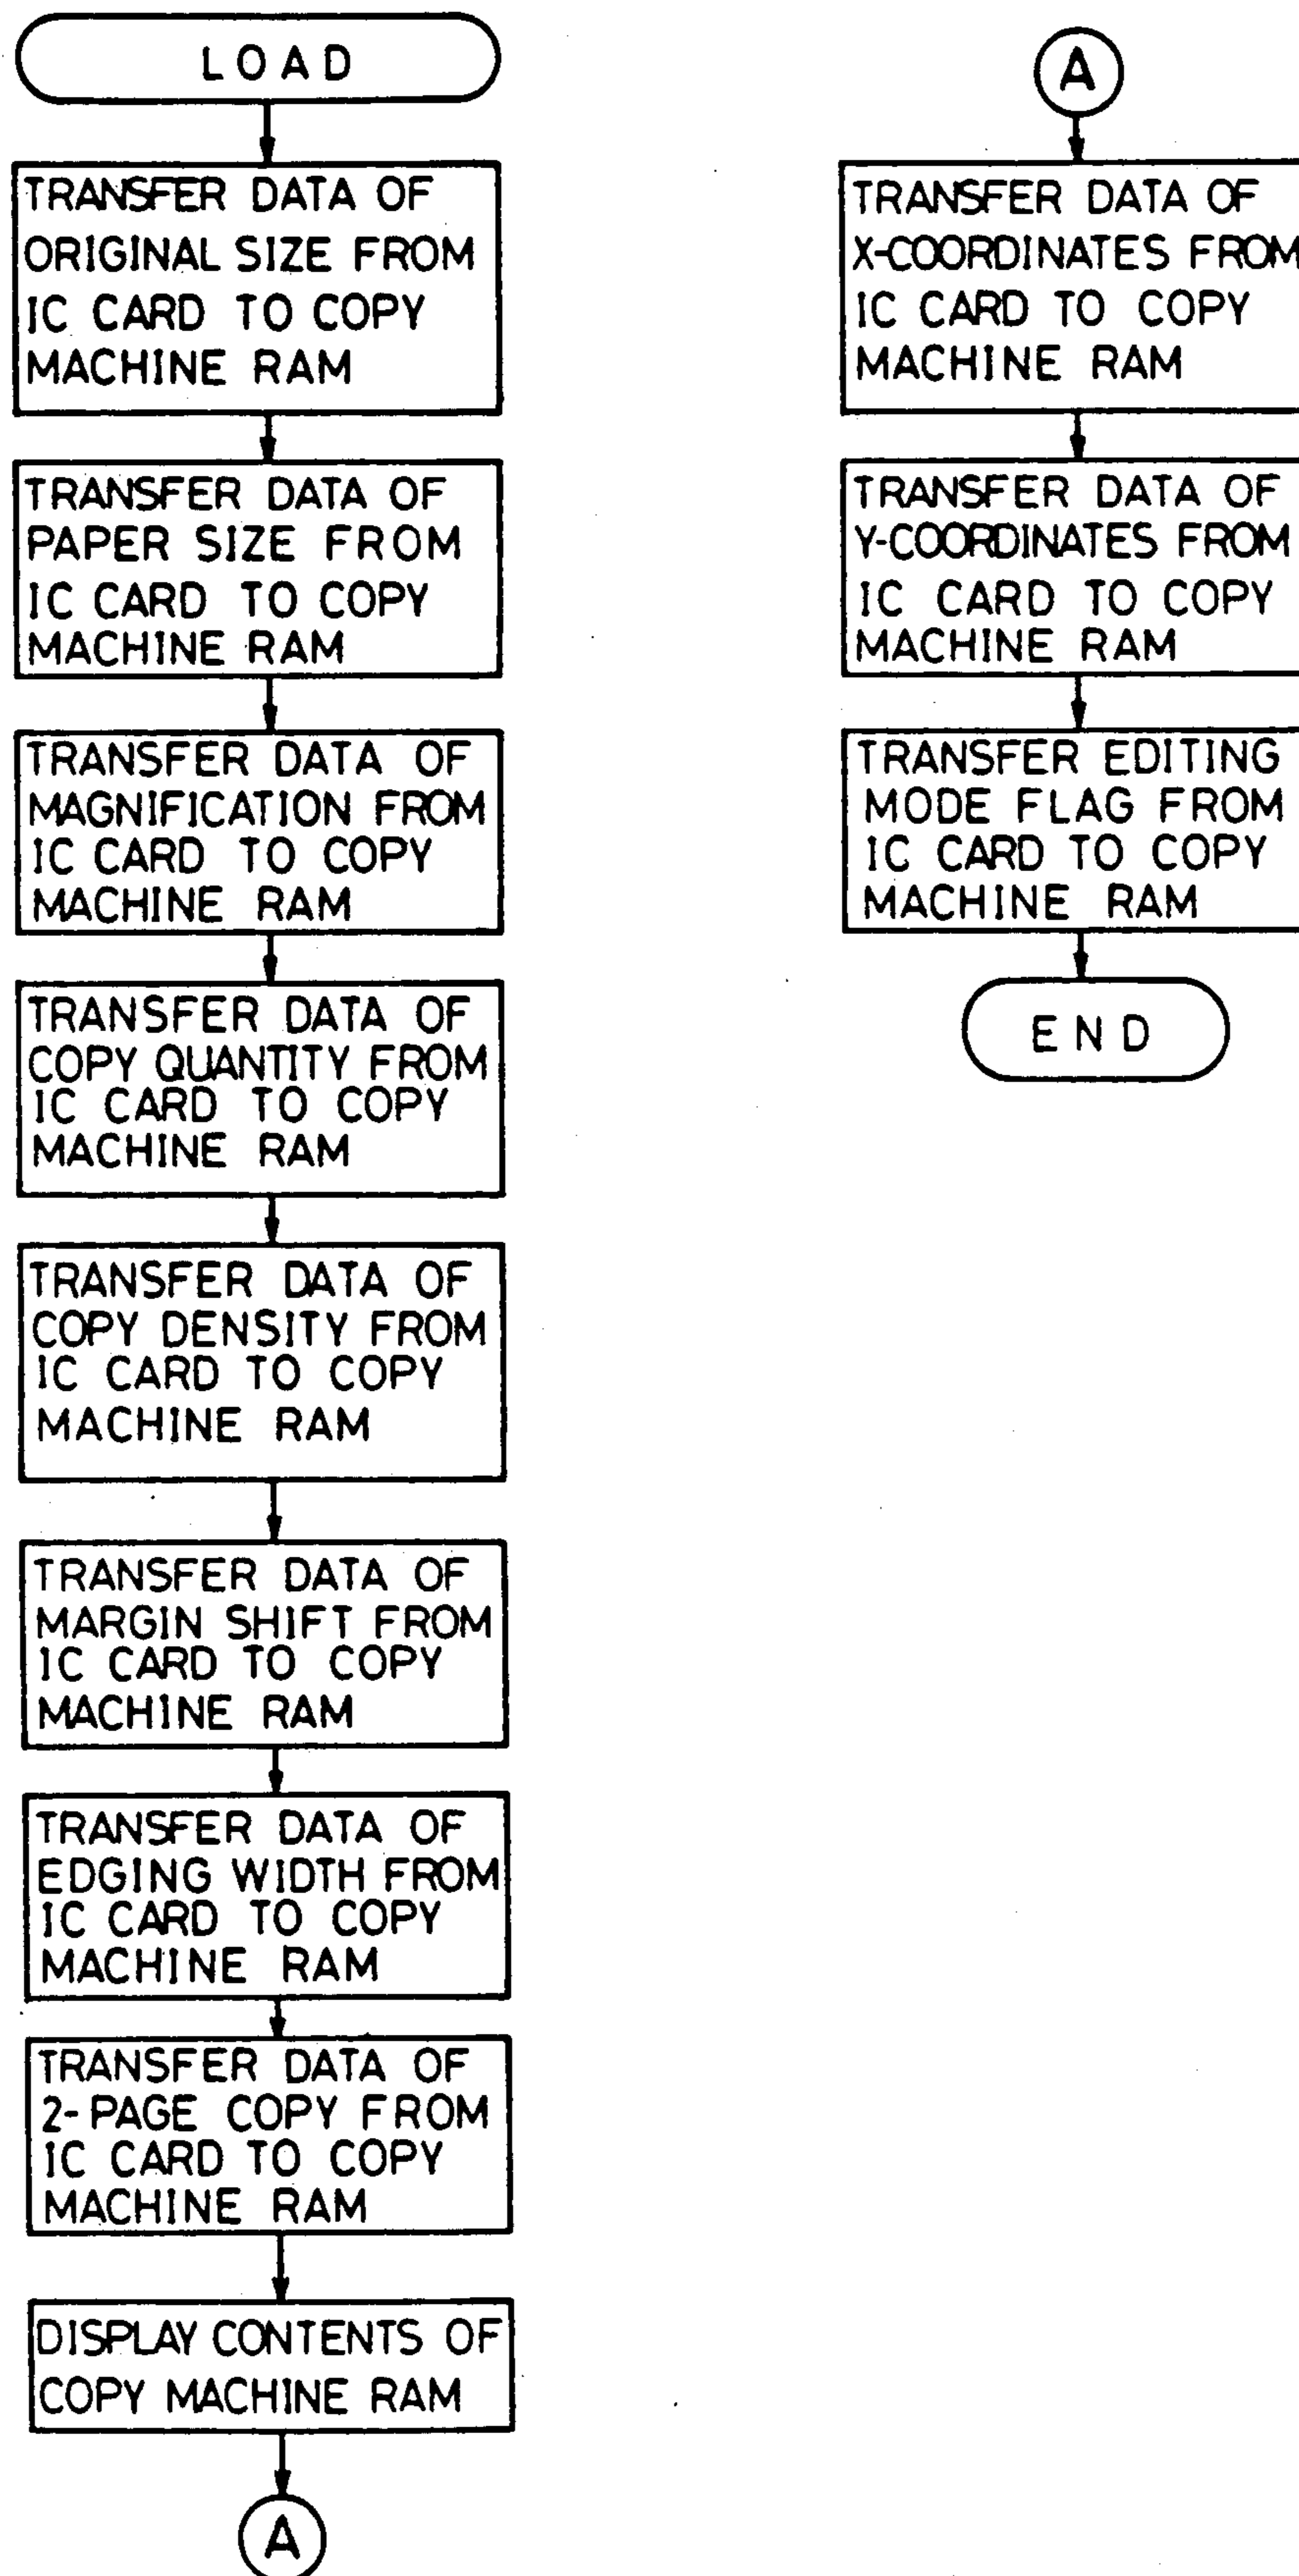 LOAD
TRANSFER DATA OF
ORIGINAL SIZE FROM
IC CARD TO COPY
MACHINE RAM
TRANSFER DATA OF
PAPER SIZE FROM
IC CARD TO COPY
MACHINE RAM
TRANSFER DATA OF
MAGNIFICATION FROM
IC CARD TO COPY
MACHINE RAM
TRANSFER DATA OF
COPY QUANTITY FROM
IC CARD TO COPY
MACHINE RAM
TRANSFER DATA OF
COPY DENSITY FROM
IC CARD TO COPY
MACHINE RAM
TRANSFER DATA OF
MARGIN SHIFT FROM
IC CARD TO COPY
MACHINE RAM
TRANSFER DATA OF
EDGING WIDTH FROM
IC CARD TO COPY
MACHINE RAM
TRANSFER DATA OF
2-PAGE COPY FROM
IC CARD TO COPY
MACHINE RAM
DISPLAY CONTENTS OF
COPY MACHINE RAM
A
A
TRANSFER DATA OF
X-COORDINATES FROM
IC CARD TO COPY
MACHINE RAM
TRANSFER DATA OF
Y-COORDINATES FROM
IC CARD TO COPY
MACHINE RAM
TRANSFER EDITING
MODE FLAG FROM
IC CARD TO COPY
MACHINE RAM
END